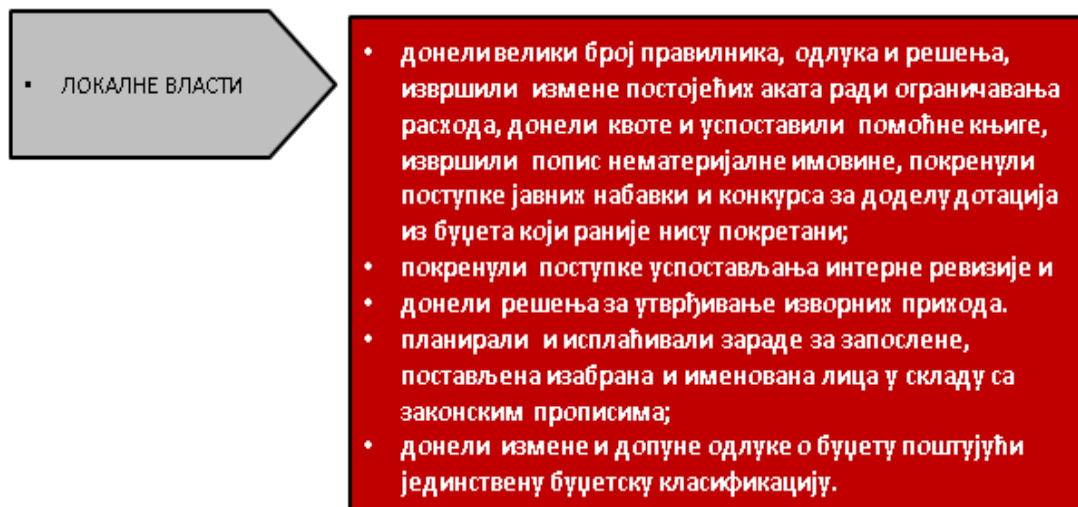 ▪ ЛОКАЛНЕ ВЛАСТИ
• донели велики број правилника, одлука и решења,
извршили измене постојећих аката ради ограничавања
расхода, донели квоте и успоставили помоћне књиге,
извршили попис нематеријалне имовине, покренули
поступке јавних набавки и конкурса за доделу дотација
из буџета који раније нису покретани;
• покренули поступке успостављања интерне ревизије и
• донели решења за утврђивање изворних прихода.
• планирали и исплаћивали зараде за запослене,
постављена изабрана и именована лица у складу са
законским прописима;
• донели измене и допуне одлуке о буџету поштујући
јединствену буџетску класификацију.